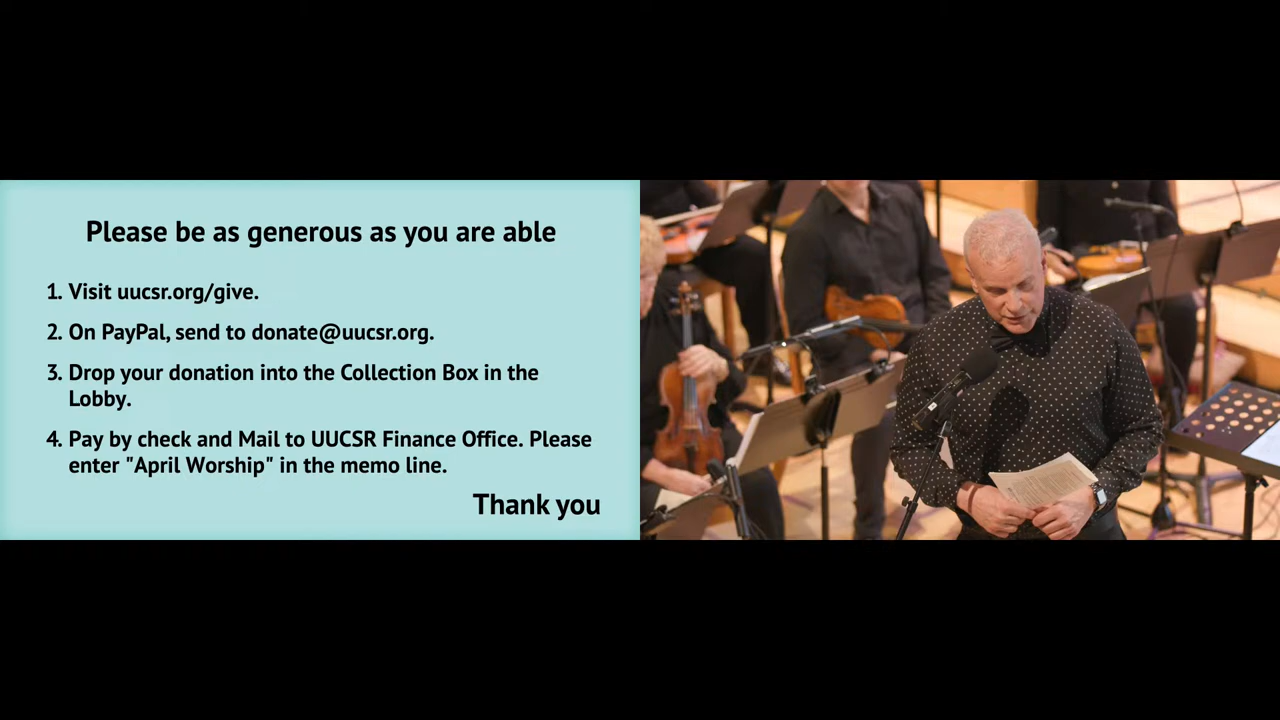 Please be as generous as you are able
1. Visit uucsr.org/give.
2. On PayPal, send to donate@uucsr.org.
3. Drop your donation into the Collection Box in the
Lobby.
4. Pay by check and Mail to UUCSR Finance Office. Please
enter "April Worship" in the memo line.
Thank you